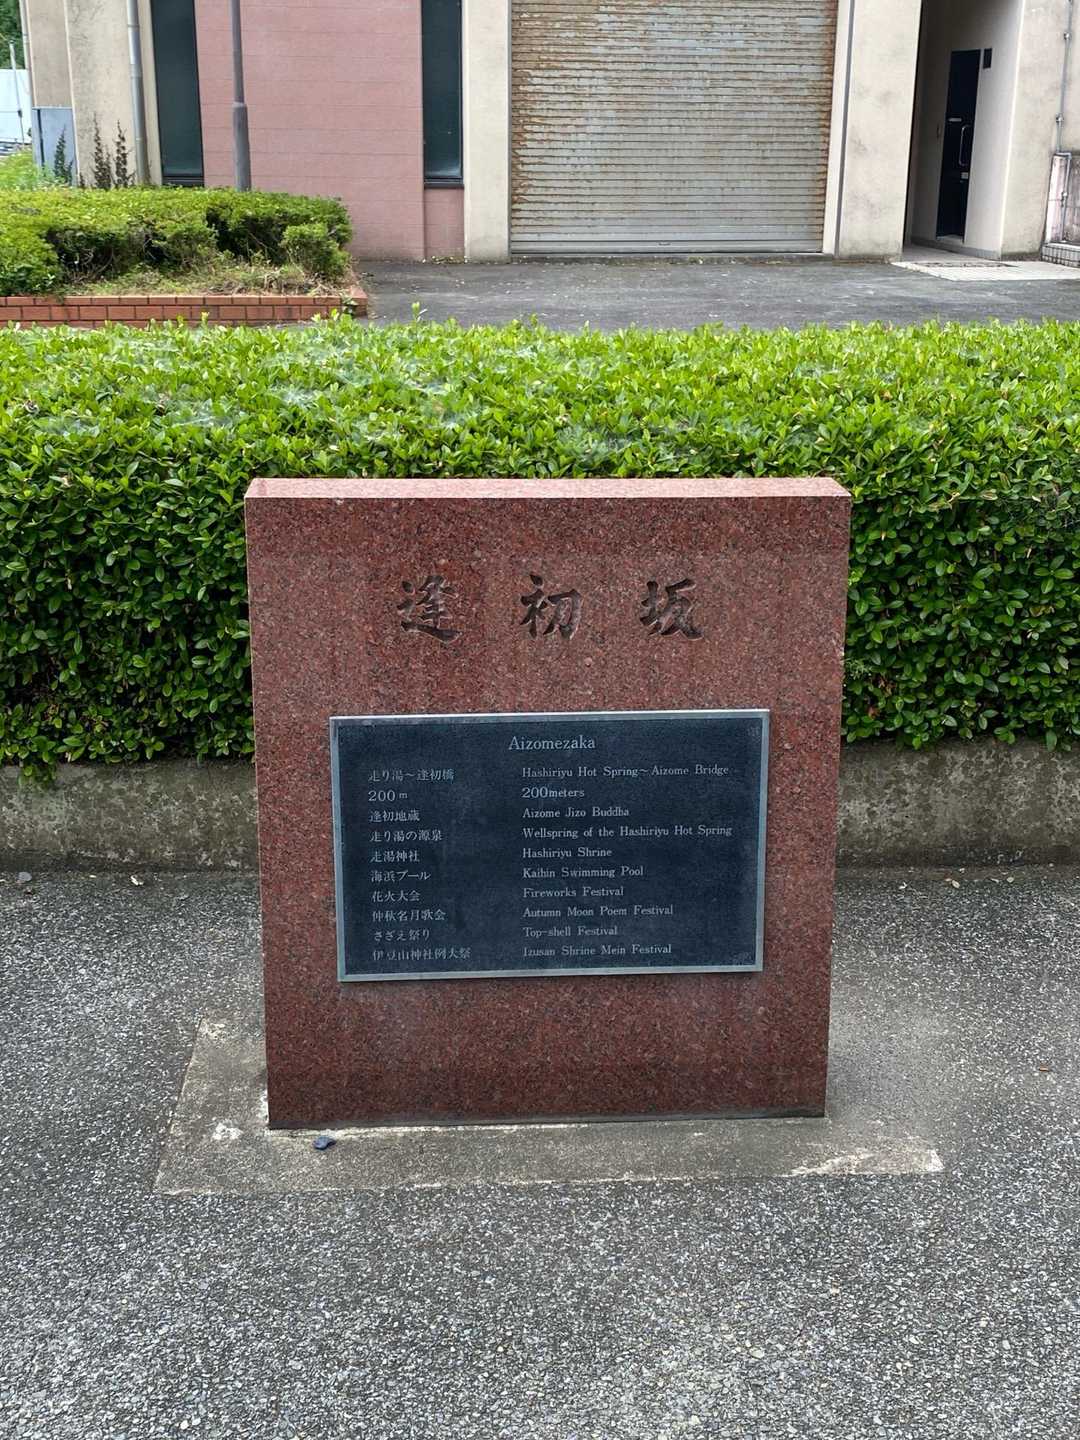 逢初坂
Aizomezaka
走り湯～逢初橋 Hashiriyu Hot Spring～Aizome Bridge
200m 200meters
逢初地蔵 Aizome Jizo Buddha
走り湯の源泉 Wellspring of the Hashiriyu Hot Spring
走湯神社 Hashiriyu Shrine
海浜プール Kaihin Swimming Pool
花火大会 Fireworks Festival
仲秋名月歌会 Autumn Moon Poem Festival
さざえ祭り Top-shell Festival
伊豆山神社例大祭 Izusan Shrine Mein Festival